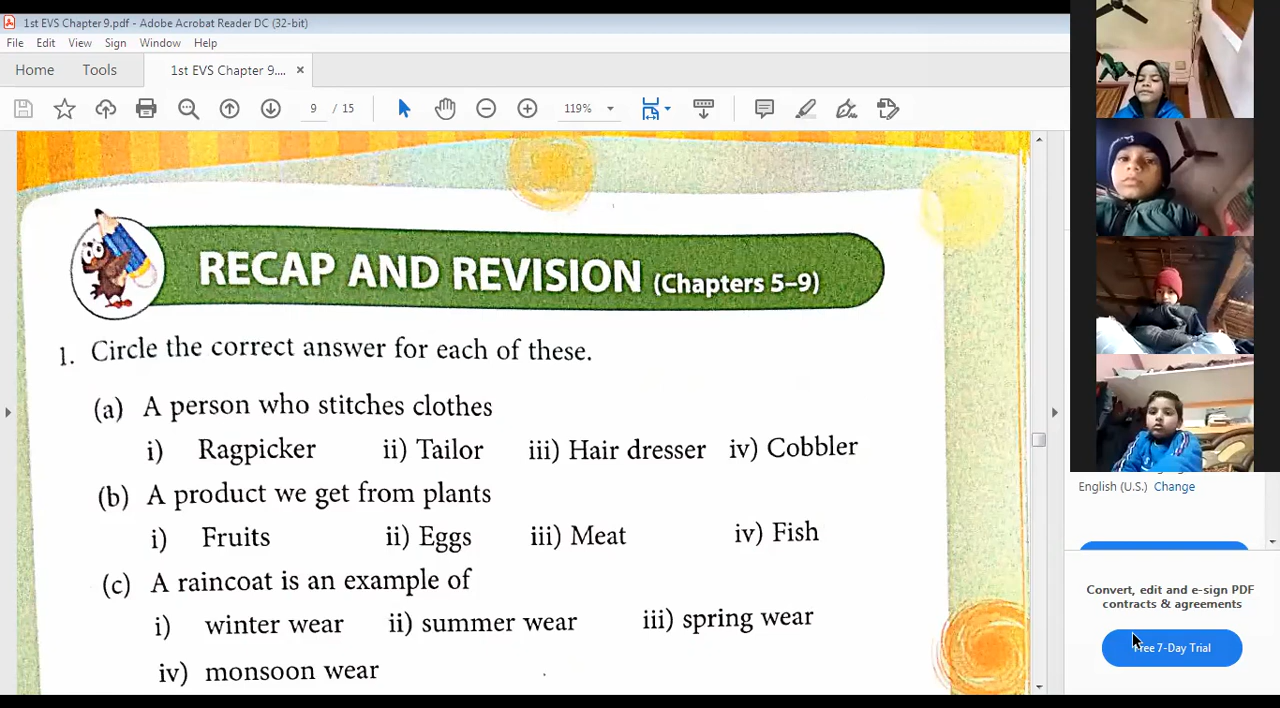 1st EVS Chapter 9.pdf - Adobe Acrobat Reader DC (32-bit)
File Edit View Sign Window Help
Home Tools 1st EVS Chapter 9.... ×
9 / 15 119%
RECAP AND REVISION (Chapters 5–9)
1. Circle the correct answer for each of these.
(a) A person who stitches clothes
i) Ragpicker ii) Tailor iii) Hair dresser iv) Cobbler
(b) A product we get from plants
i) Fruits ii) Eggs iii) Meat iv) Fish
(c) A raincoat is an example of
i) winter wear ii) summer wear iii) spring wear
iv) monsoon wear
English (U.S.) Change
Convert, edit and e-sign PDF
contracts & agreements
Free 7-Day Trial